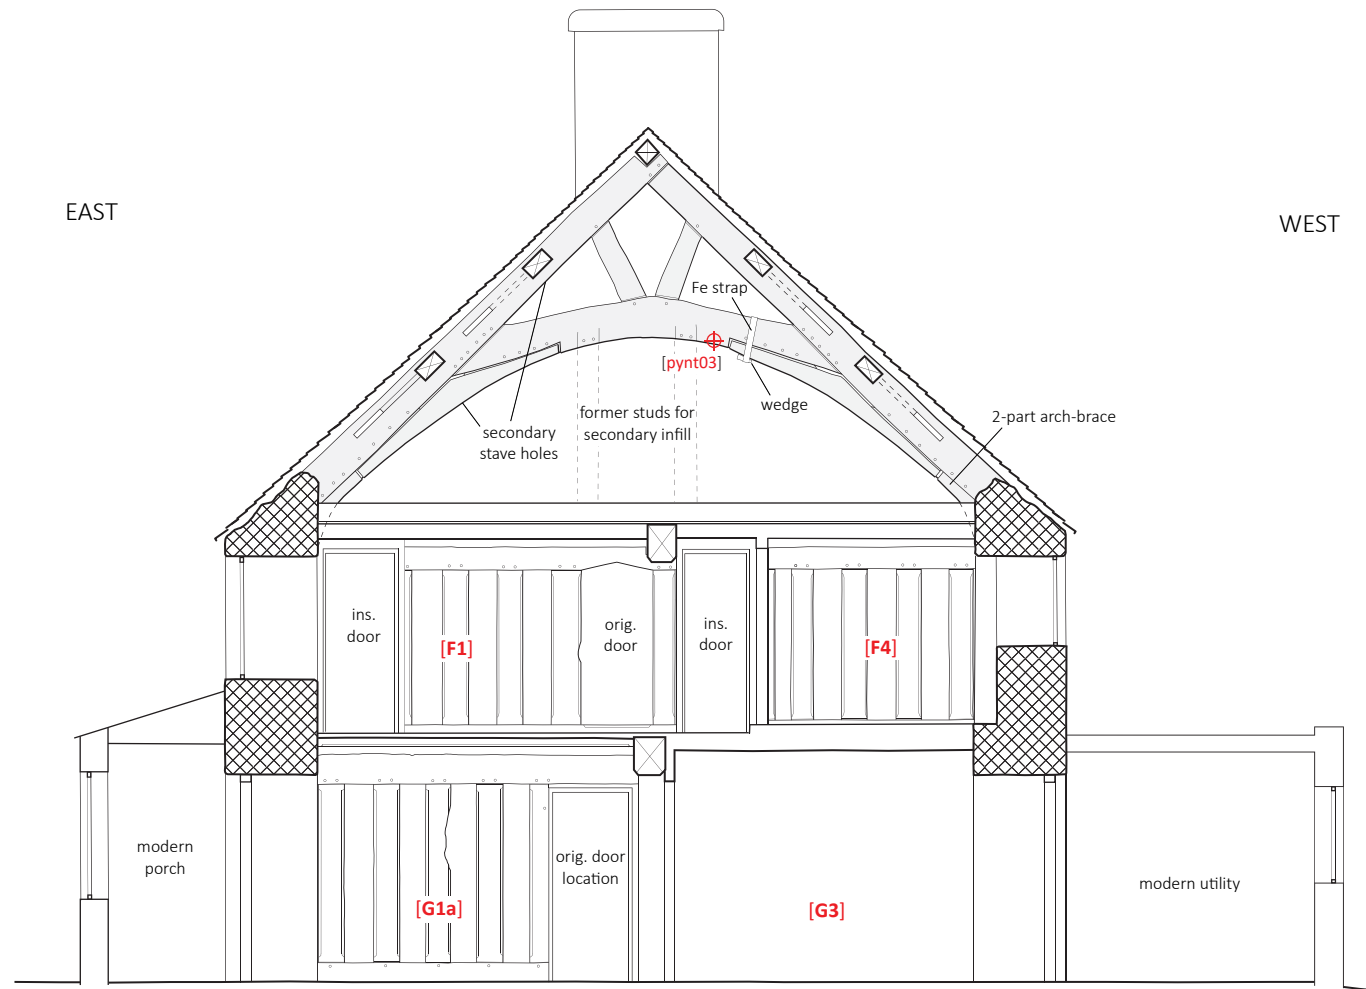 EAST
WEST
Fe strap
[pynt03]
wedge
2-part arch-brace
former studs for
secondary infill
secondary
stave holes
ins.
door
[F1]
orig.
door
ins.
door
[F4]
modern
porch
[G1a]
orig. door
location
[G3]
modern utility